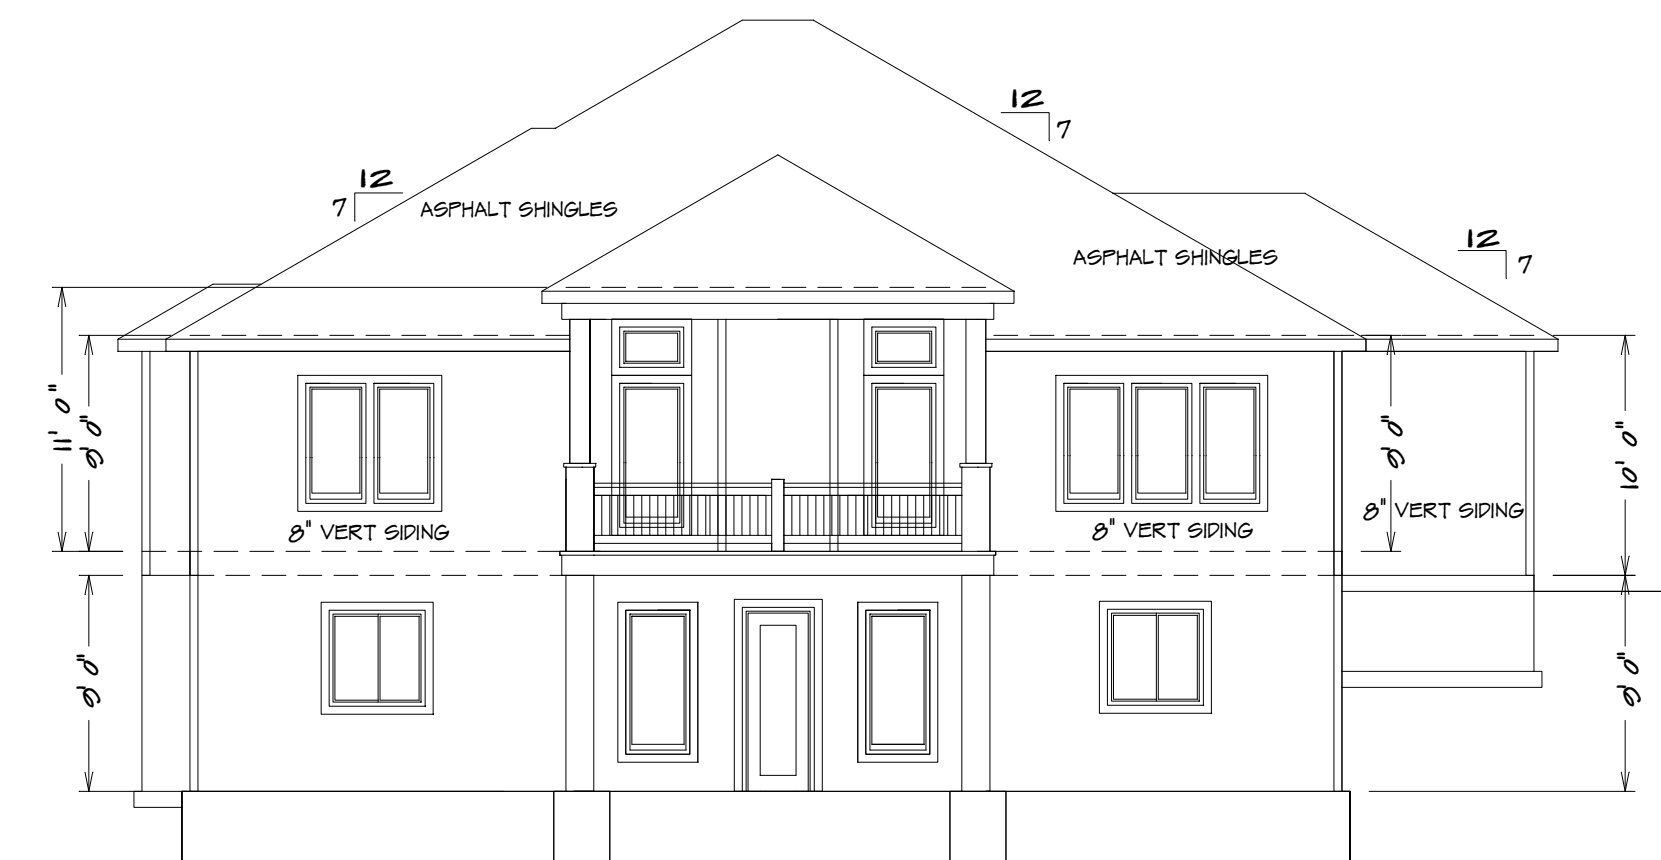 12
7
12
7
ASPHALT SHINGLES
12
7
ASPHALT SHINGLES
11' 0"
9' 0"
9' 0"
10' 0"
8" VERT SIDING
8" VERT SIDING
8" VERT SIDING
9' 0"
9' 0"